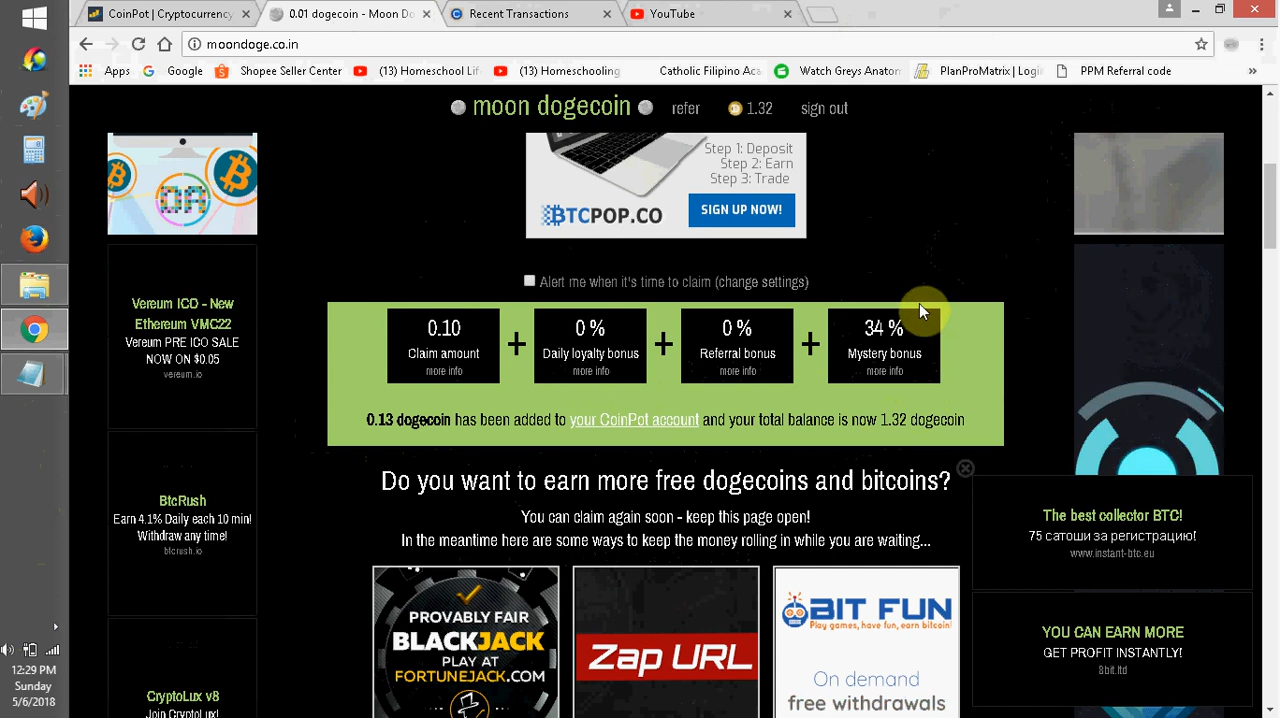 CoinPot | Cryptocurrency
0.01 dogecoin - Moon Do
Recent Transactions
YouTube
moondoge.co.in
Apps
Google
Shopee Seller Center
(13) Homeschool Lif
(13) Homeschooling
Catholic Filipino Aca
Watch Greys Anatom
PlanProMatrix | Login
PPM Referral code
»
moon dogecoin
refer
1.32
sign out
Step 1: Deposit
Step 2: Earn
Step 3: Trade
BTCPOP.CO
SIGN UP NOW!
Alert me when it's time to claim (change settings)
0.10
Claim amount
more info
+
0 %
Daily loyalty bonus
more info
+
0 %
Referral bonus
more info
+
34 %
Mystery bonus
more info
0.13 dogecoin has been added to your CoinPot account and your total balance is now 1.32 dogecoin
Do you want to earn more free dogecoins and bitcoins?
You can claim again soon - keep this page open!
In the meantime here are some ways to keep the money rolling in while you are waiting...
PROVABLY FAIR
BLACKJACK
PLAY AT
FORTUNEJACK.COM
Zap URL
BIT FUN
Play games, have fun, earn bitcoin!
On demand
free withdrawals
Vereum ICO - New
Ethereum VMC22
Vereum PRE ICO SALE
NOW ON $0.05
vereum.io
BtcRush
Earn 4.1% Daily each 10 min!
Withdraw any time!
btcrush.io
CryptoLux v8
Join CryptoLux!
The best collector BTC!
75 сатоши за регистрацию!
www.instant-btc.eu
YOU CAN EARN MORE
GET PROFIT INSTANTLY!
8bit.ltd
12:29 PM
Sunday
5/6/2018